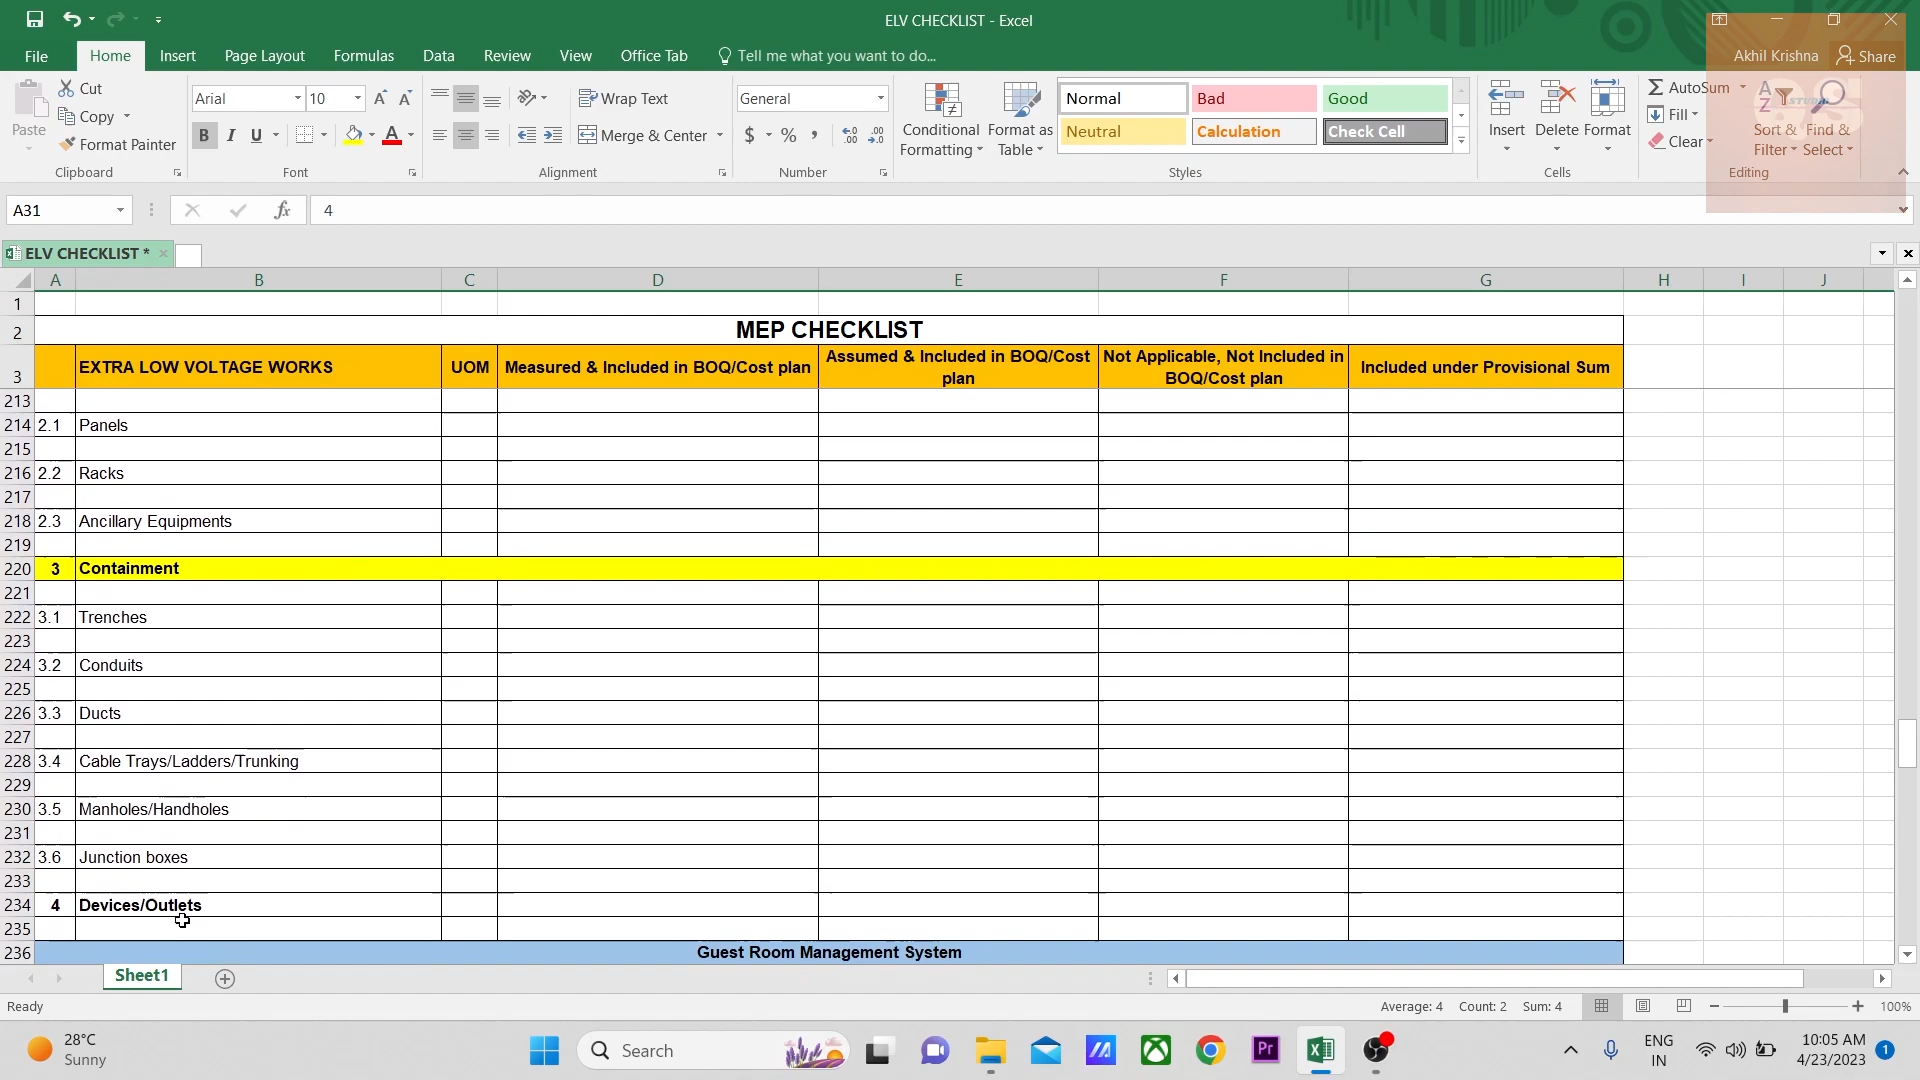 ELV CHECKLIST - Excel
File Home Insert Page Layout Formulas Data Review View Office Tab Tell me what you want to do... Akhil Krishna Share
Paste Cut Copy Format Painter Clipboard
Arial 10 B I U A A A Font
Wrap Text Merge & Center Alignment
General $ % , Number
Conditional Formatting Format as Table
Normal Bad Good
Neutral Calculation Check Cell
Styles
Insert Delete Format Cells
AutoSum Fill Clear Sort & Filter Find & Select Editing
A31 fx 4
ELV CHECKLIST *
A B C D E F G H I J
1
2 MEP CHECKLIST
3 EXTRA LOW VOLTAGE WORKS UOM Measured & Included in BOQ/Cost plan Assumed & Included in BOQ/Cost plan Not Applicable, Not Included in BOQ/Cost plan Included under Provisional Sum
213
214 2.1 Panels
215
216 2.2 Racks
217
218 2.3 Ancillary Equipments
219
220 3 Containment
221
222 3.1 Trenches
223
224 3.2 Conduits
225
226 3.3 Ducts
227
228 3.4 Cable Trays/Ladders/Trunking
229
230 3.5 Manholes/Handholes
231
232 3.6 Junction boxes
233
234 4 Devices/Outlets
235
236 Guest Room Management System
Sheet1
Ready Average: 4 Count: 2 Sum: 4 100%
28°C
Sunny
Search
Pr
ENG
IN
10:05 AM
4/23/2023
1